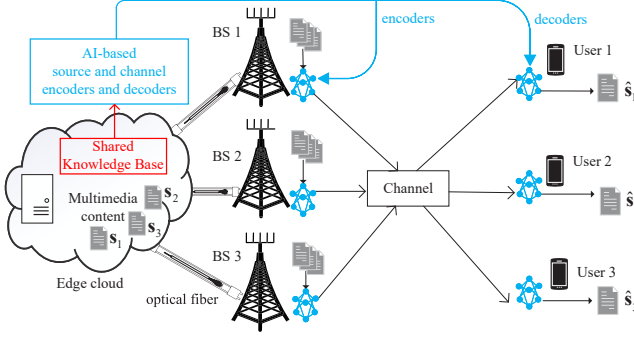 encoders
decoders
BS 1
AI-based
source and channel
encoders and decoders
User 1
Shared
Knowledge Base
BS 2
User 2
Channel
Multimedia
content
s₂
s₃
s₁
Edge cloud
BS 3
User 3
optical fiber